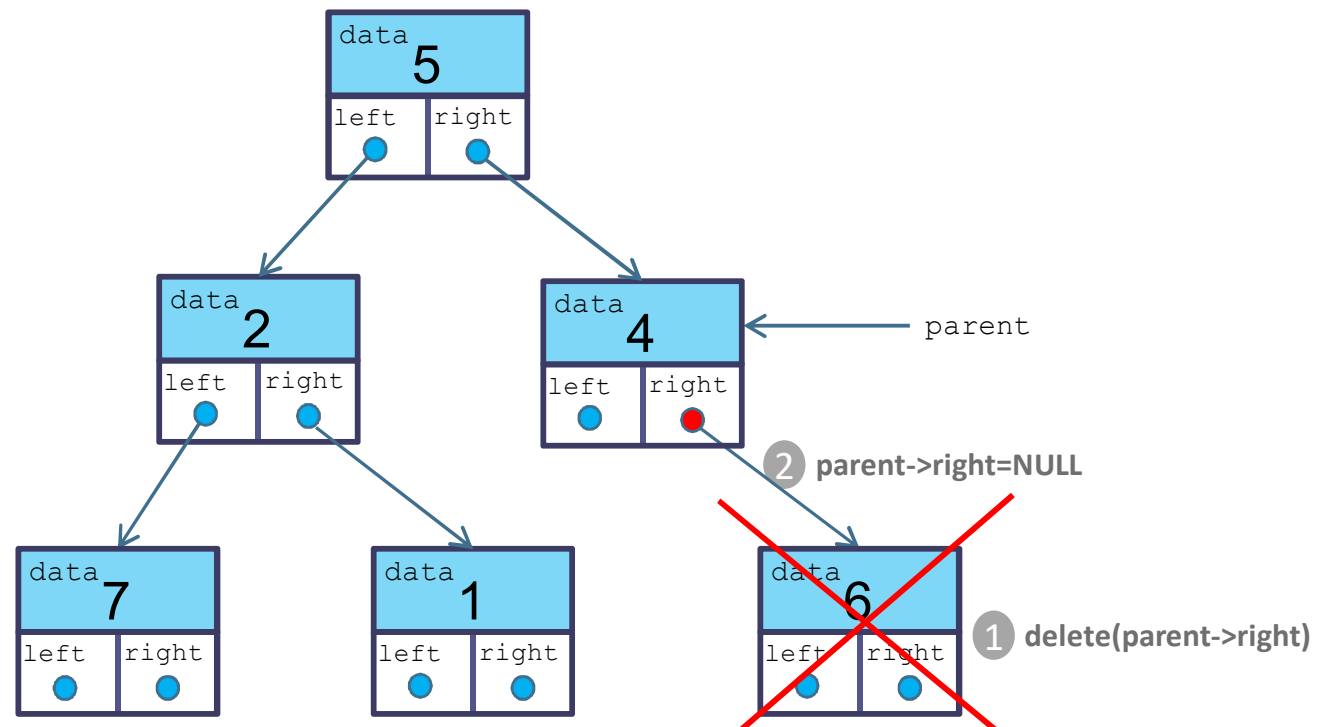 data
5
left right
data
2
left right
data
4
left right
parent
2 parent->right=NULL
data
7
left right
data
1
left right
data
6
left right
1 delete(parent->right)